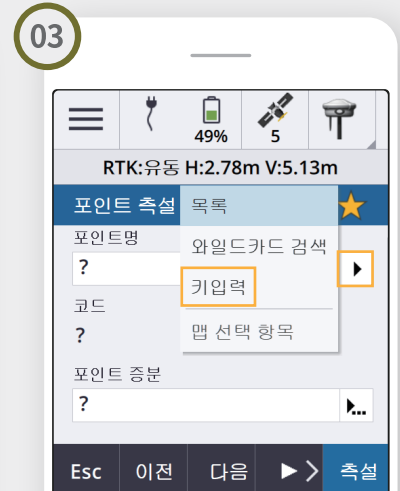 03
49%
5
RTK:유동 H:2.78m V:5.13m
포인트 측설
목록
포인트명
와일드카드 검색
?
키입력
코드
?
맵 선택 항목
포인트 증분
?
Esc 이전 다음 측설